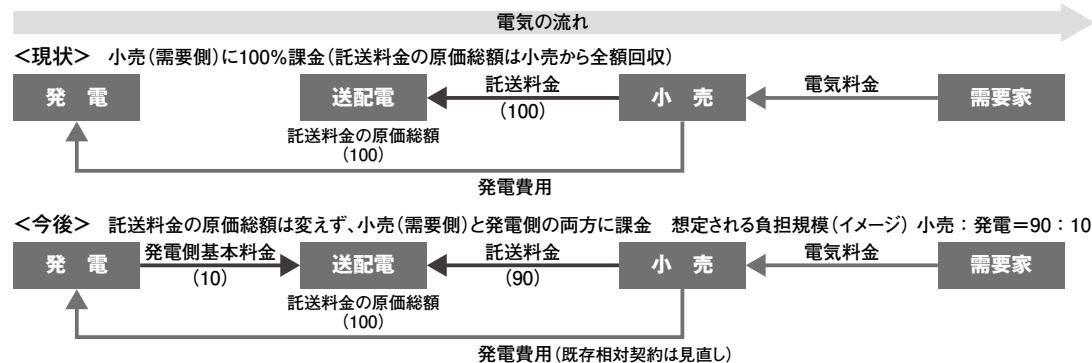 電気の流れ
＜現状＞　小売（需要側）に100％課金（託送料金の原価総額は小売から全額回収）
発　電　送配電　託送料金　小　売　電気料金　需要家
(100)
託送料金の原価総額
(100)
発電費用
＜今後＞　託送料金の原価総額は変えず、小売（需要側）と発電側の両方に課金　想定される負担規模（イメージ）　小売：発電＝90：10
発　電　発電側基本料金　送配電　託送料金　小　売　電気料金　需要家
(10)　(90)
託送料金の原価総額
(100)
発電費用（既存相対契約は見直し）